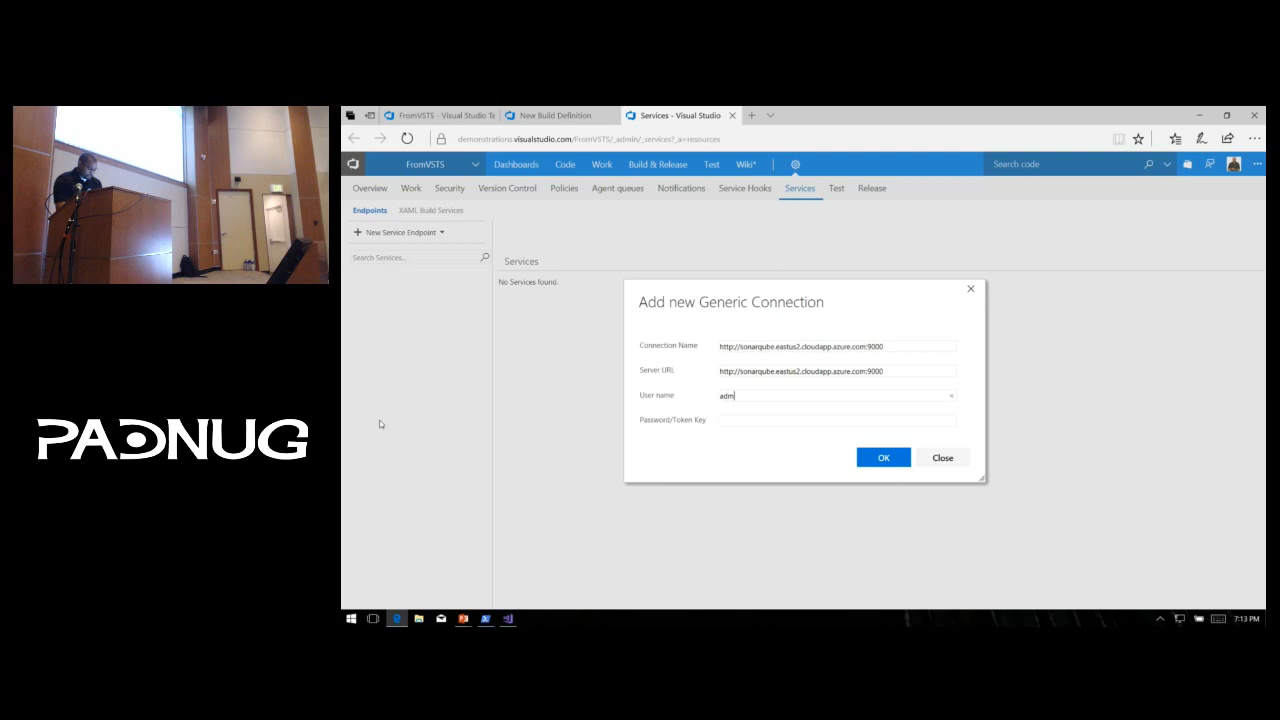 FromVSTS - Visual Studio Te
New Build Definition
Services - Visual Studio
demonstrations.visualstudio.com/FromVSTS/_admin/_services?_a=resources
FromVSTS
Dashboards
Code
Work
Build & Release
Test
Wiki*
Search code
Overview
Work
Security
Version Control
Policies
Agent queues
Notifications
Service Hooks
Services
Test
Release
Endpoints
XAML Build Services
New Service Endpoint
Search Services...
Services
No Services found.
Add new Generic Connection
Connection Name
http://sonarqube.eastus2.cloudapp.azure.com:9000
Server URL
http://sonarqube.eastus2.cloudapp.azure.com:9000
User name
adm
Password/Token Key
OK
Close
PADNUG
7:13 PM